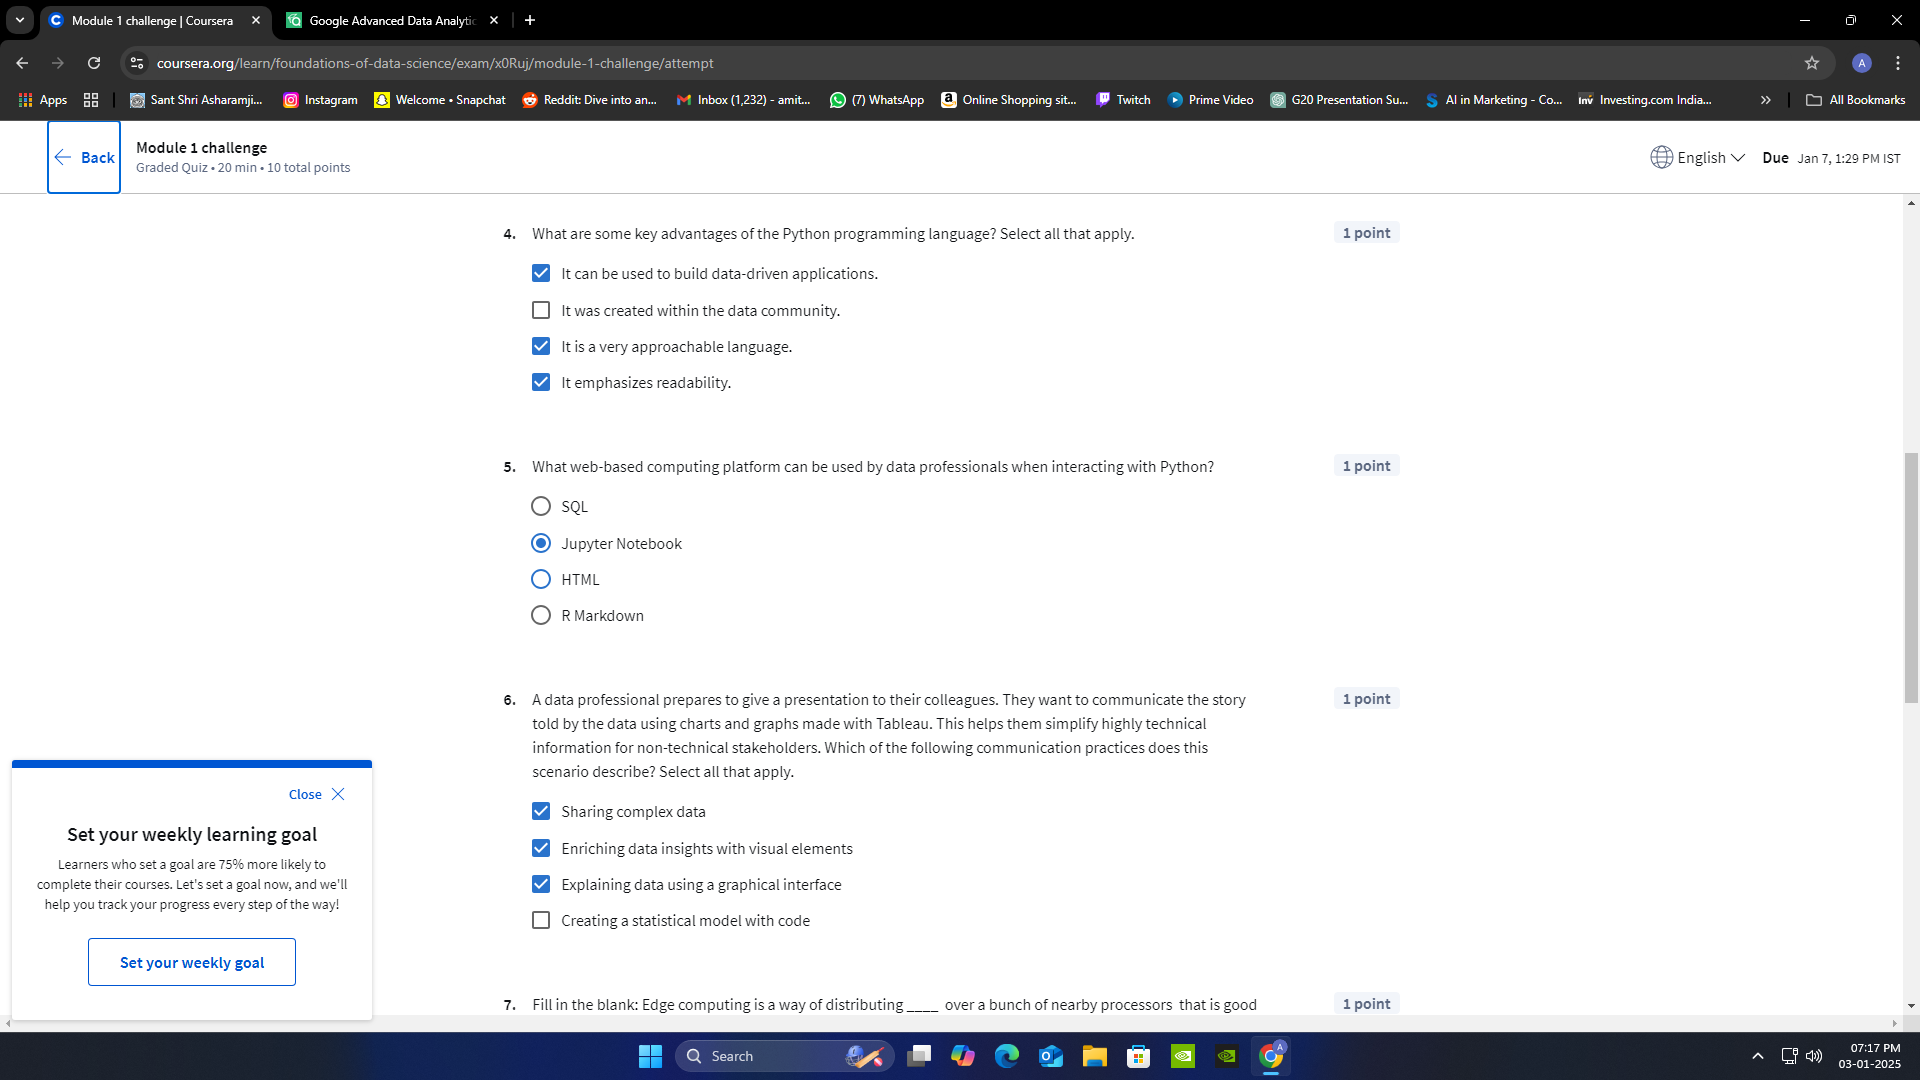 Module 1 challenge | Coursera
Google Advanced Data Analytic
coursera.org/learn/foundations-of-data-science/exam/x0Ruj/module-1-challenge/attempt
A
Apps
Sant Shri Asharamji...
Instagram
Welcome • Snapchat
Reddit: Dive into an...
Inbox (1,232) - amit...
(7) WhatsApp
Online Shopping sit...
Twitch
Prime Video
G20 Presentation Su...
AI in Marketing - Co...
Investing.com India...
All Bookmarks
Back
Module 1 challenge
Graded Quiz • 20 min • 10 total points
English
Due Jan 7, 1:29 PM IST
4. What are some key advantages of the Python programming language? Select all that apply.
1 point
It can be used to build data-driven applications.
It was created within the data community.
It is a very approachable language.
It emphasizes readability.
5. What web-based computing platform can be used by data professionals when interacting with Python?
1 point
SQL
Jupyter Notebook
HTML
R Markdown
6. A data professional prepares to give a presentation to their colleagues. They want to communicate the story
1 point
told by the data using charts and graphs made with Tableau. This helps them simplify highly technical
information for non-technical stakeholders. Which of the following communication practices does this
scenario describe? Select all that apply.
Sharing complex data
Enriching data insights with visual elements
Explaining data using a graphical interface
Creating a statistical model with code
7. Fill in the blank: Edge computing is a way of distributing ____ over a bunch of nearby processors that is good
1 point
Close
Set your weekly learning goal
Learners who set a goal are 75% more likely to
complete their courses. Let's set a goal now, and we'll
help you track your progress every step of the way!
Set your weekly goal
Search
07:17 PM
03-01-2025